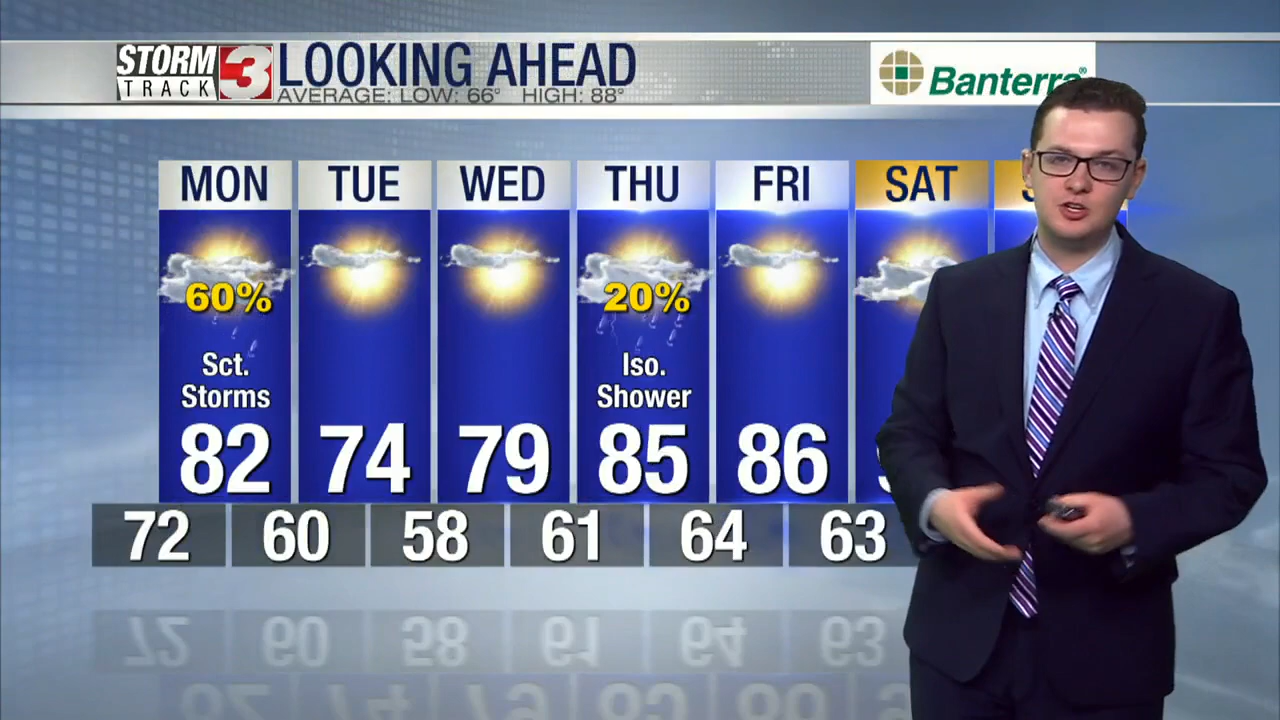 STORM
TRACK 3
LOOKING AHEAD
AVERAGE: LOW: 66° HIGH: 88°
MON TUE WED THU FRI SAT
60% 20%
Sct. Iso.
Storms Shower
82 74 79 85 86
72 60 58 61 64 63